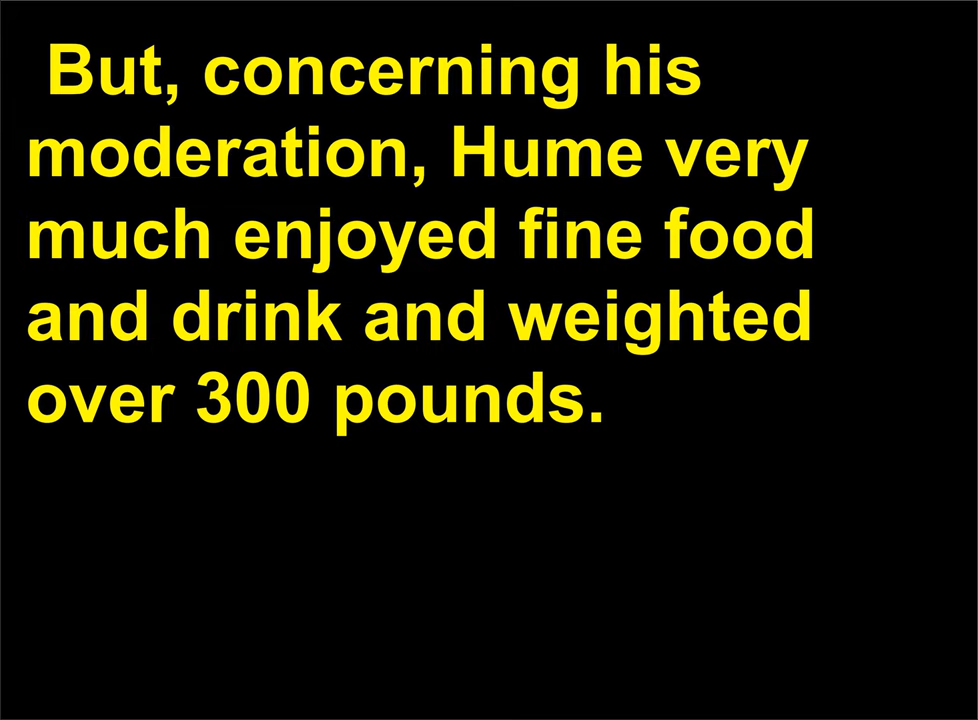 But, concerning his
moderation, Hume very
much enjoyed fine food
and drink and weighted
over 300 pounds.